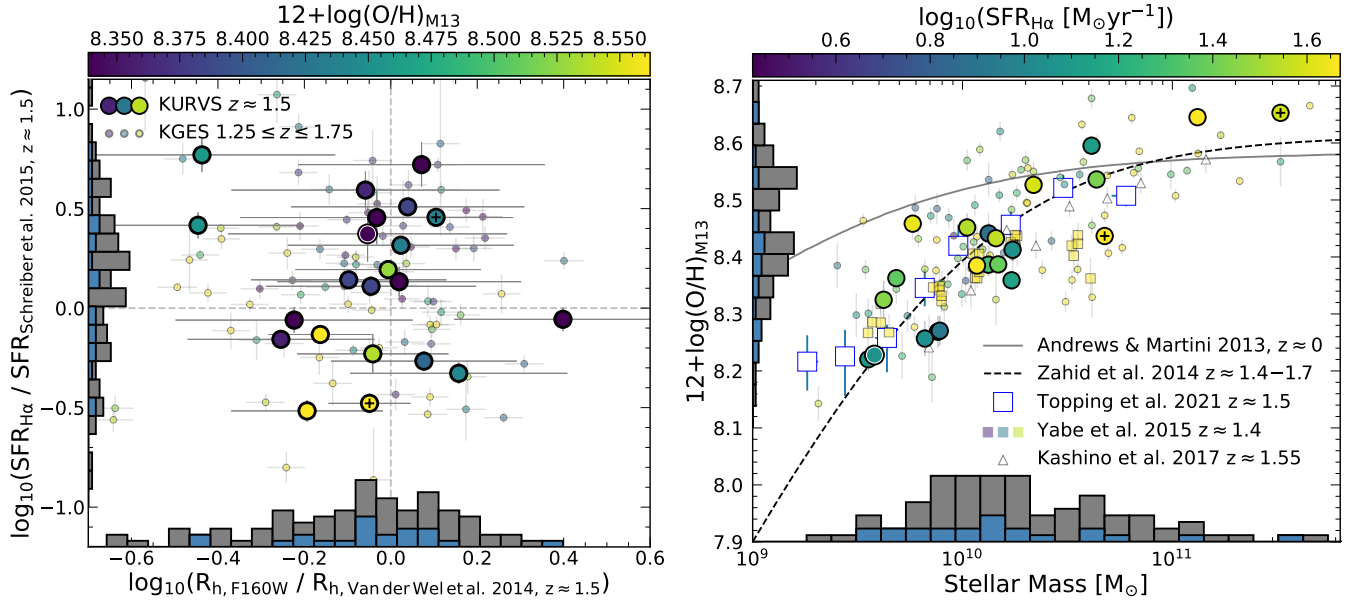 12+log(O/H)M13
8.350 8.375 8.400 8.425 8.450 8.475 8.500 8.525 8.550
KURVS z ≈ 1.5
KGES 1.25 ≤ z ≤ 1.75
1.0
0.5
0.0
−0.5
−1.0
log10(SFRHα / SFRSchreiber et al. 2015, z ≈ 1.5)
−0.6 −0.4 −0.2 0.0 0.2 0.4 0.6
log10(Rh, F160W / Rh, Van der Wel et al. 2014, z ≈ 1.5)
log10(SFRHα [M⊙yr−1])
0.6 0.8 1.0 1.2 1.4 1.6
8.7
8.6
8.5
8.4
8.3
8.2
8.1
8.0
7.9
12+log(O/H)M13
Andrews & Martini 2013, z ≈ 0
Zahid et al. 2014 z ≈ 1.4−1.7
Topping et al. 2021 z ≈ 1.5
Yabe et al. 2015 z ≈ 1.4
Kashino et al. 2017 z ≈ 1.55
10⁹ 10¹⁰ 10¹¹
Stellar Mass [M⊙]